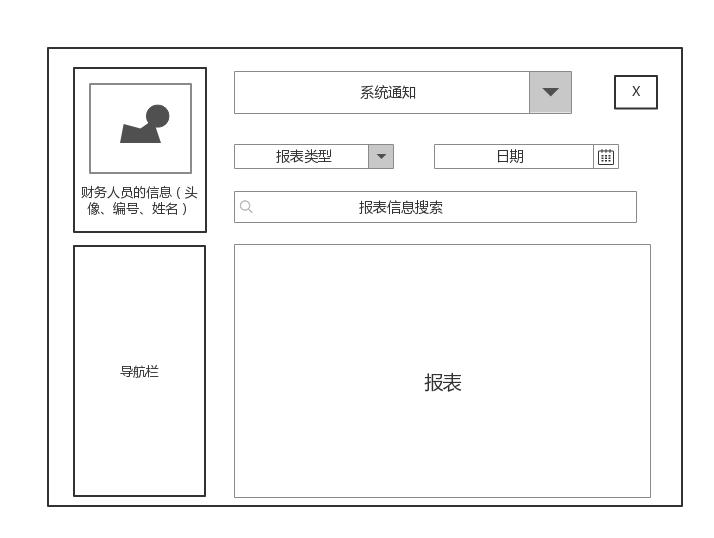 系统通知
X
报表类型
日期
财务人员的信息（头
像、编号、姓名）
报表信息搜索
导航栏
报表